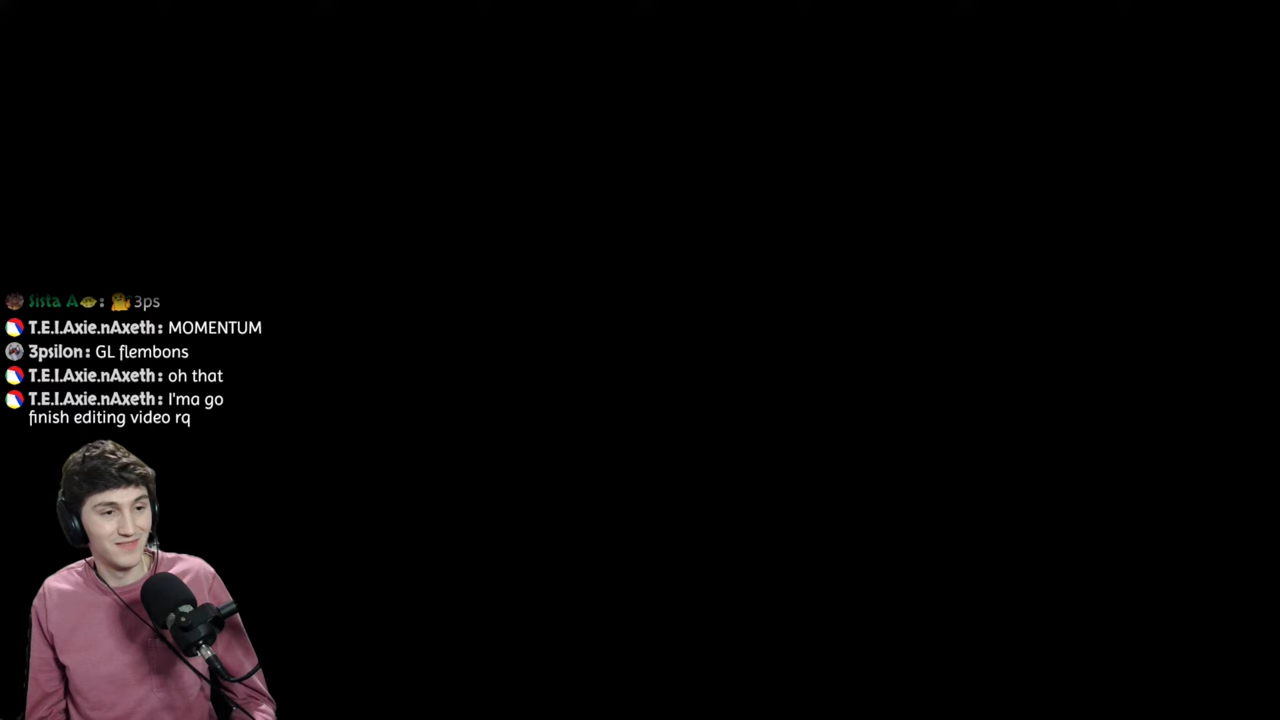 Sista A🍋: 🤔3ps
T.E.I.Axie.nAxeth: MOMENTUM
3psilon: GL flembons
T.E.I.Axie.nAxeth: oh that
T.E.I.Axie.nAxeth: I'ma go
finish editing video rq